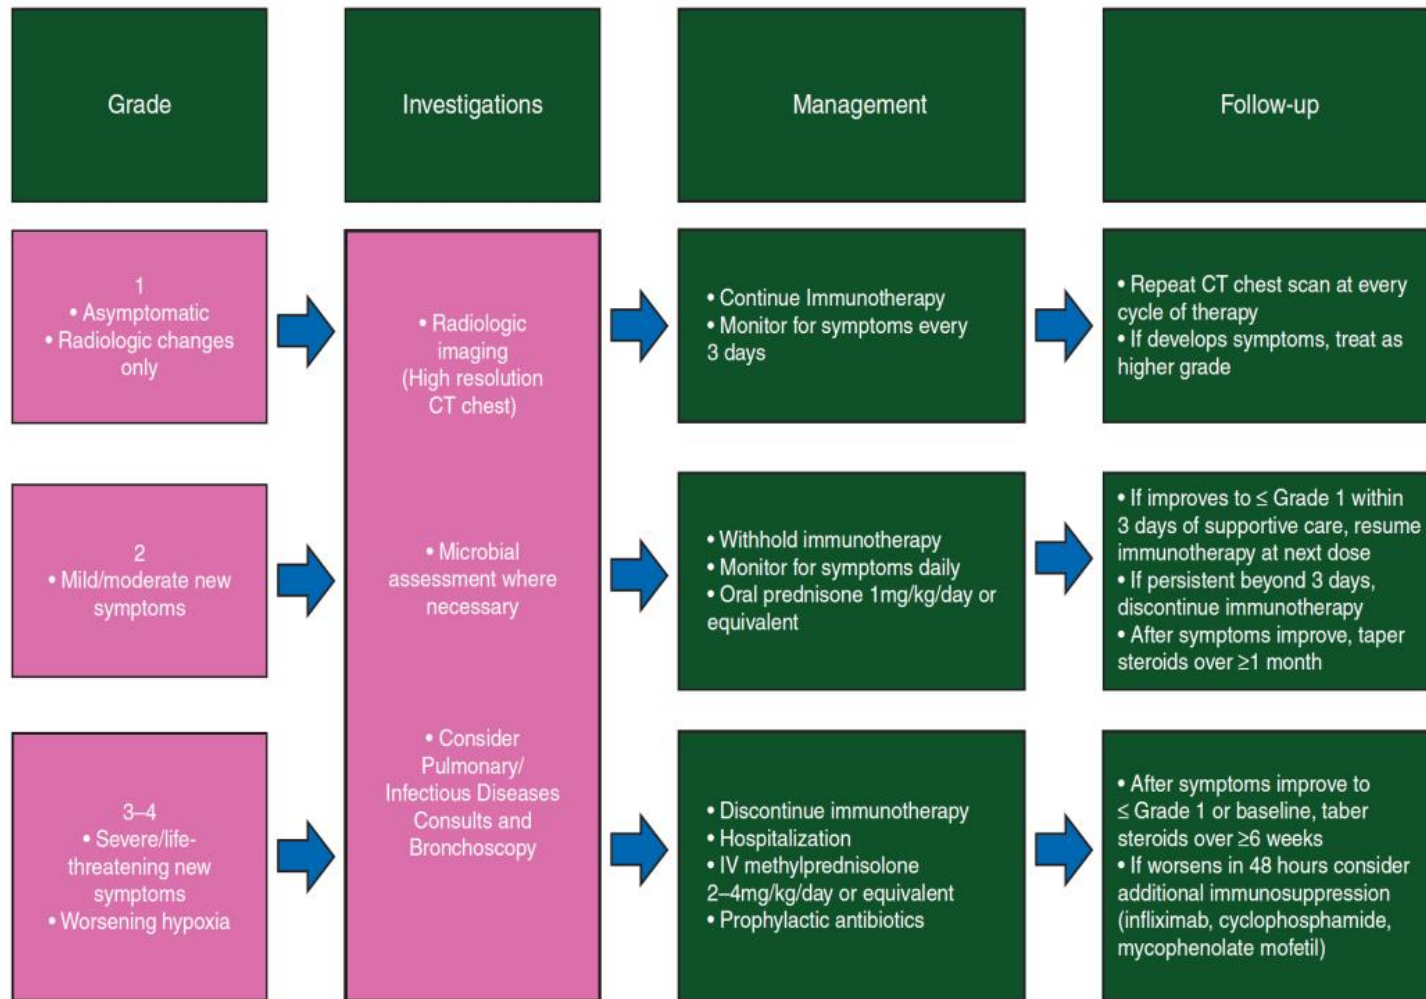 Grade
Investigations
Management
Follow-up
1
• Asymptomatic
• Radiologic changes
only
• Radiologic
imaging
(High resolution
CT chest)
• Microbial
assessment where
necessary
• Consider
Pulmonary/
Infectious Diseases
Consults and
Bronchoscopy
• Continue Immunotherapy
• Monitor for symptoms every
3 days
• Repeat CT chest scan at every
cycle of therapy
• If develops symptoms, treat as
higher grade
2
• Mild/moderate new
symptoms
• Withhold immunotherapy
• Monitor for symptoms daily
• Oral prednisone 1mg/kg/day or
equivalent
• If improves to ≤ Grade 1 within
3 days of supportive care, resume
immunotherapy at next dose
• If persistent beyond 3 days,
discontinue immunotherapy
• After symptoms improve, taper
steroids over ≥1 month
3–4
• Severe/life-
threatening new
symptoms
• Worsening hypoxia
• Discontinue immunotherapy
• Hospitalization
• IV methylprednisolone
2–4mg/kg/day or equivalent
• Prophylactic antibiotics
• After symptoms improve to
≤ Grade 1 or baseline, taber
steroids over ≥6 weeks
• If worsens in 48 hours consider
additional immunosuppression
(infliximab, cyclophosphamide,
mycophenolate mofetil)